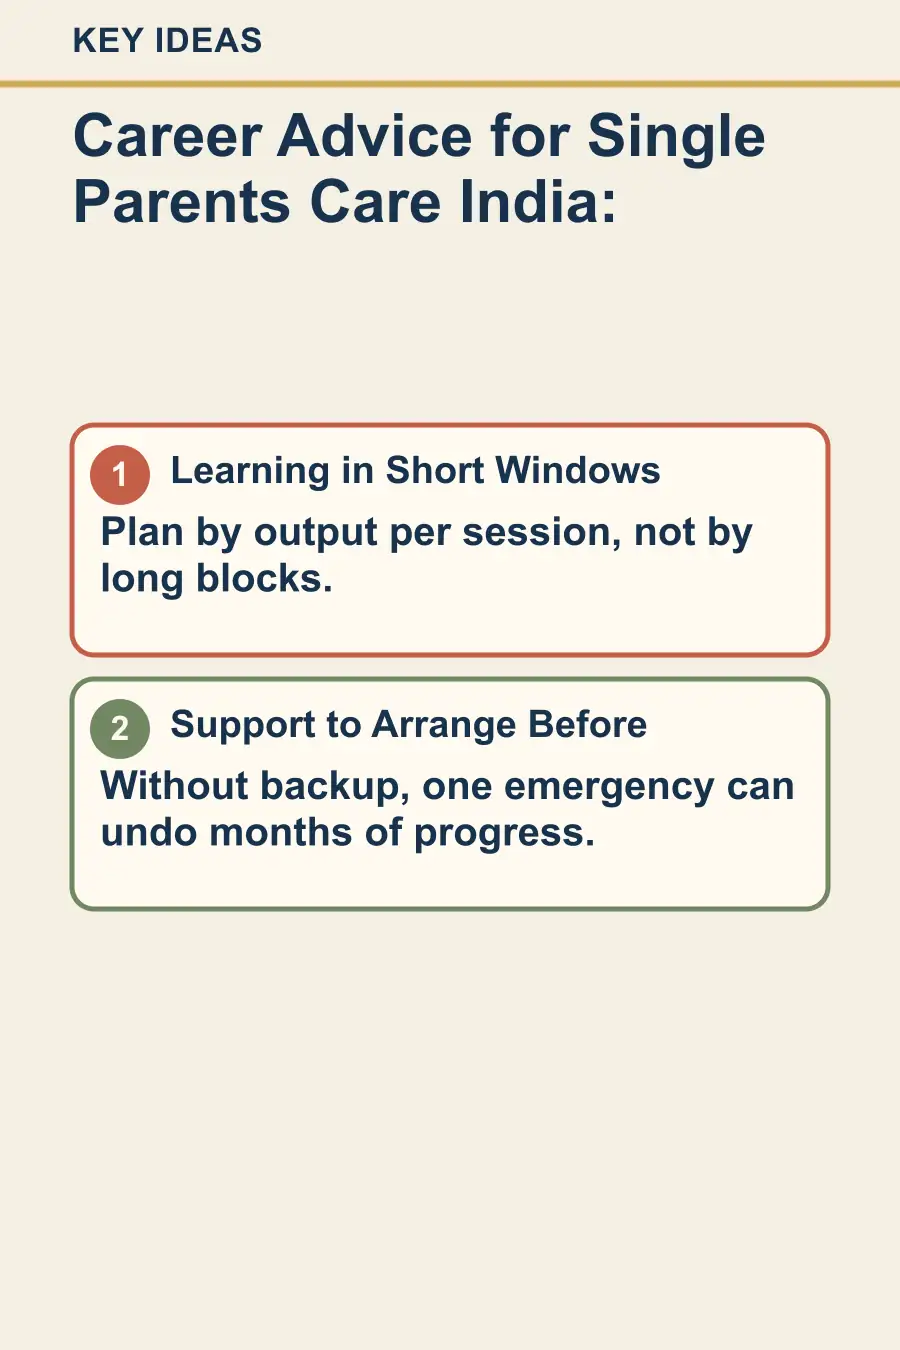 KEY IDEAS
Career Advice for Single
Parents Care India:
1 Learning in Short Windows
Plan by output per session, not by
long blocks.
2 Support to Arrange Before
Without backup, one emergency can
undo months of progress.